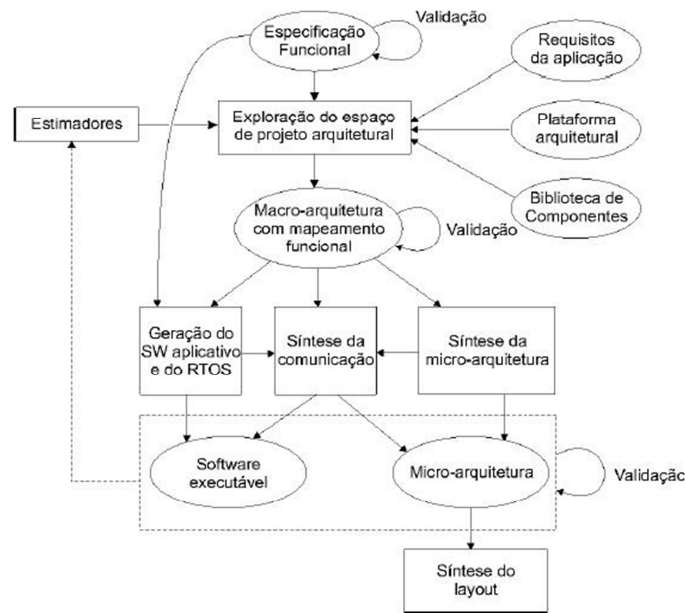 Especificação
Funcional
Validação
Requisitos
da aplicação
Estimadores
Exploração do espaço
de projeto arquitetural
Plataforma
arquitetural
Biblioteca de
Componentes
Macro-arquitetura
com mapeamento
funcional
Validação
Geração do
SW aplicativo
e do RTOS
Síntese da
comunicação
Síntese da
micro-arquitetura
Software
executável
Micro-arquitetura
Validação
Síntese do
layout